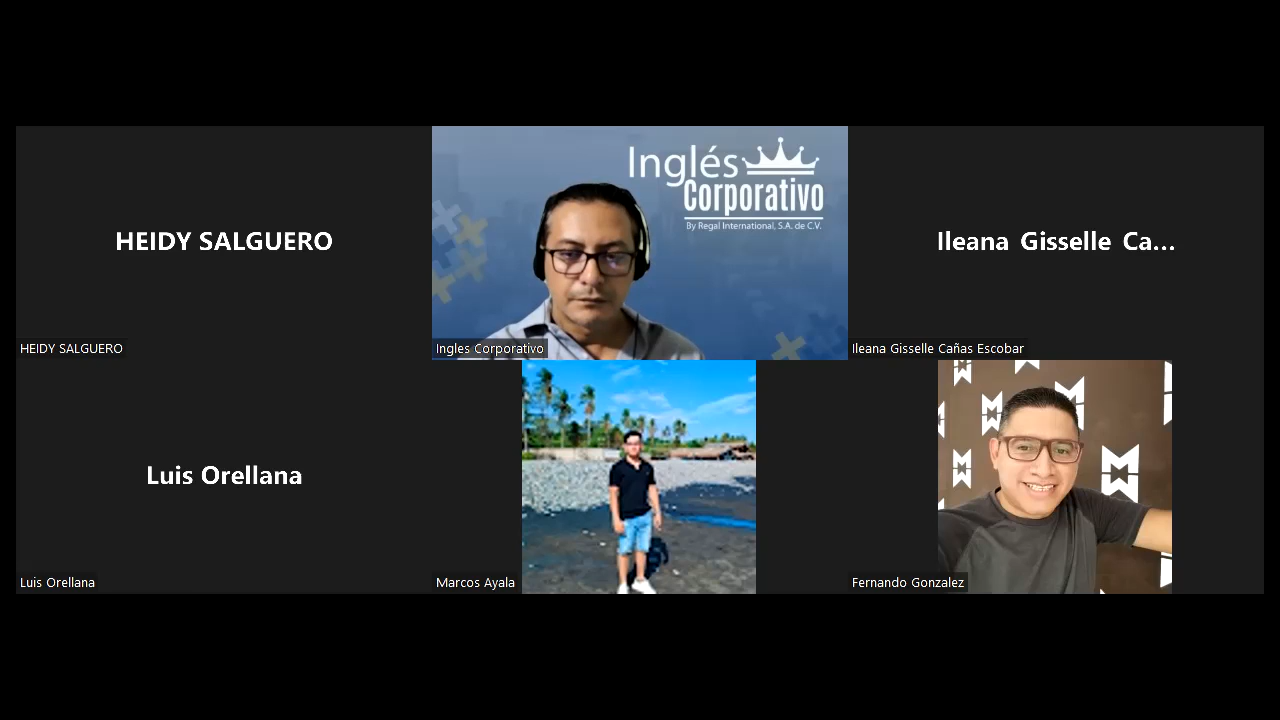 HEIDY SALGUERO
HEIDY SALGUERO
Inglés
Corporativo
By Regal International, S.A. de C.V.
Ingles Corporativo
Ileana Gisselle Ca...
Ileana Gisselle Cañas Escobar
Luis Orellana
Luis Orellana
Marcos Ayala
Fernando Gonzalez